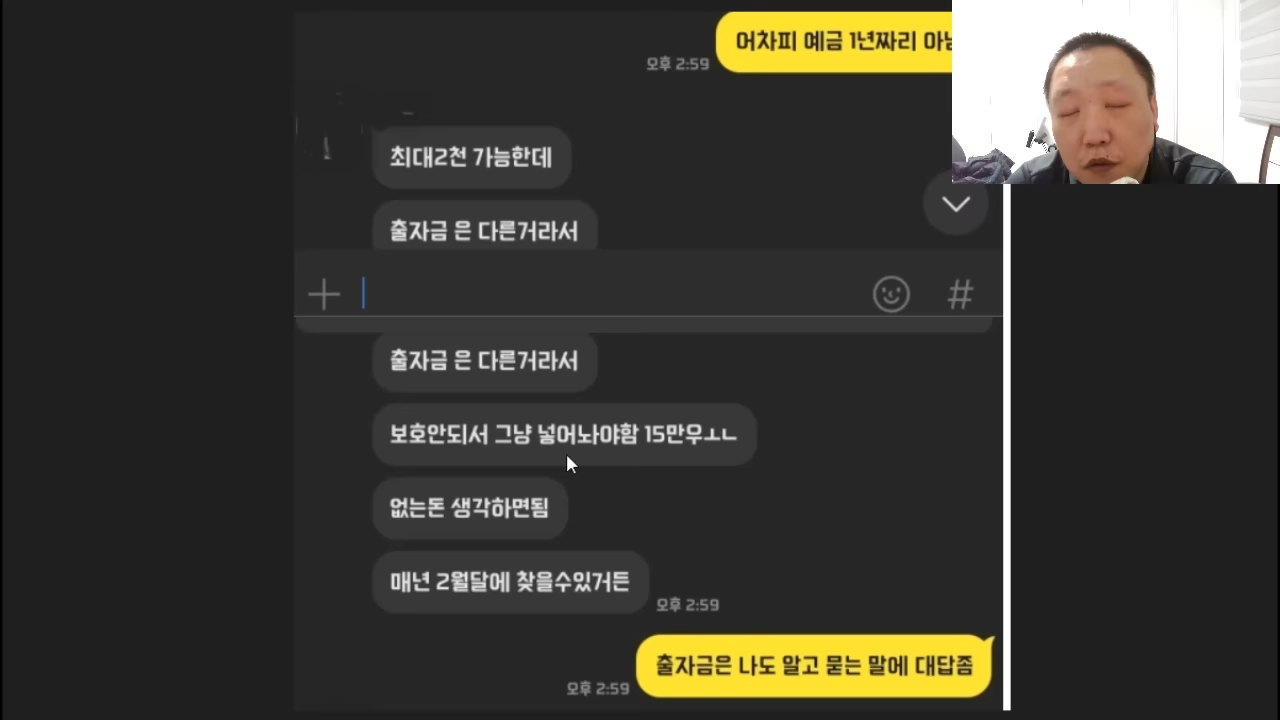 어차피 예금 1년짜리
오후 2:59
최대2천 가능한데
출자금 은 다른거라서
#
출자금 은 다른거라서
보호안되서 그냥 넣어놔야함 15만우ㅗㄴ
없는돈 생각하면됨
매년 2월달에 찾을수있거든
오후 2:59
출자금은 나도 알고 묻는 말에 대답좀
오후 2:59